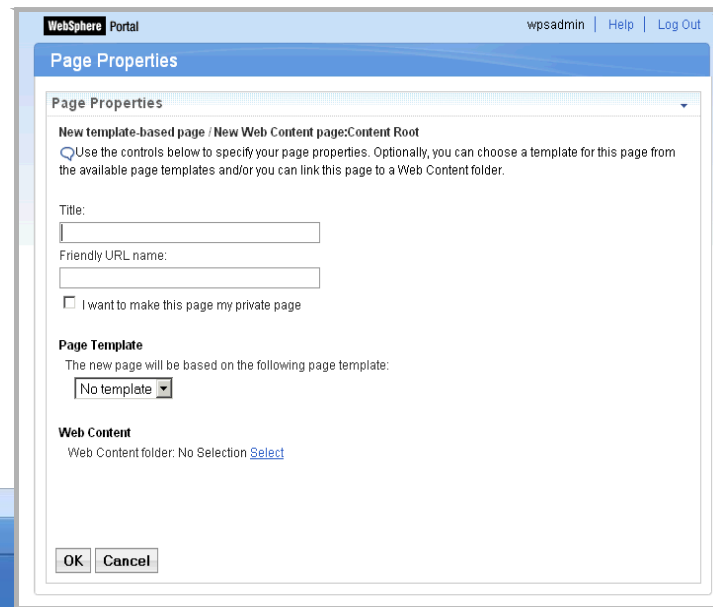 WebSphere Portal
wpsadmin | Help | Log Out
Page Properties
Page Properties
New template-based page / New Web Content page:Content Root
Use the controls below to specify your page properties. Optionally, you can choose a template for this page from
the available page templates and/or you can link this page to a Web Content folder.
Title:
Friendly URL name:
I want to make this page my private page
Page Template
The new page will be based on the following page template:
No template
Web Content
Web Content folder: No Selection Select
OK Cancel